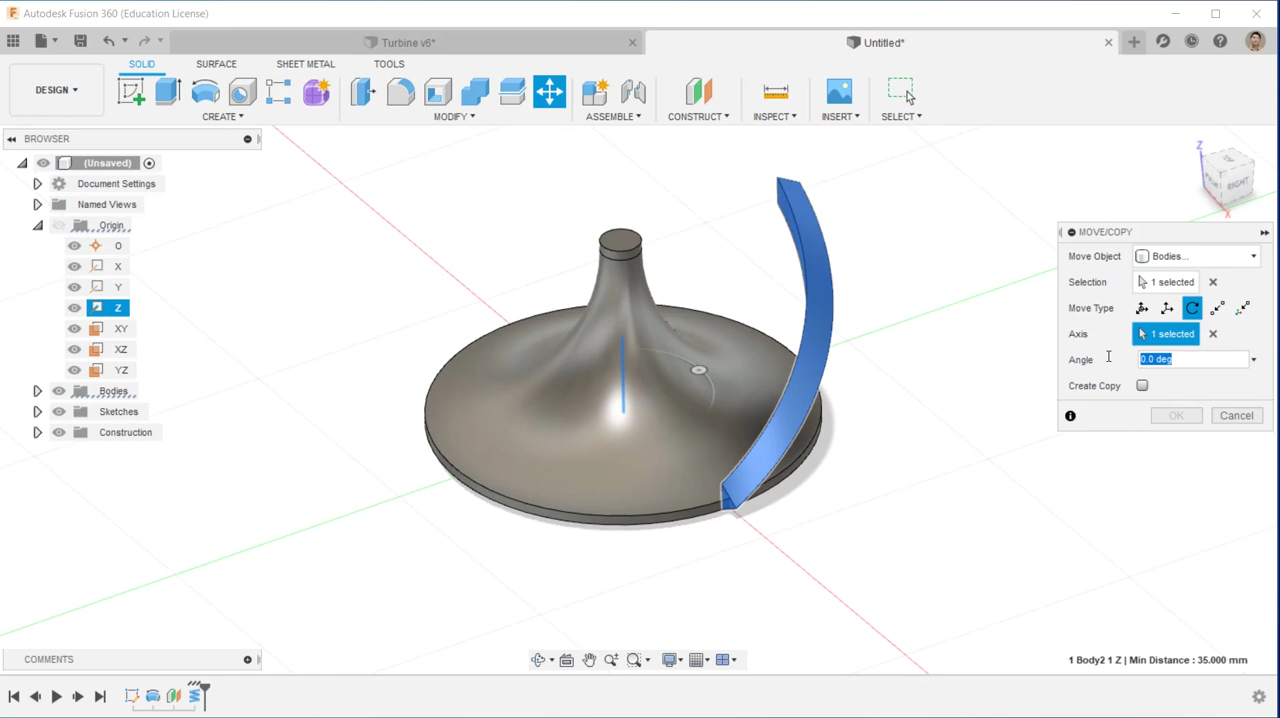 Autodesk Fusion 360 (Education License)
Turbine v6*
Untitled*
SOLID SURFACE SHEET METAL TOOLS
DESIGN
CREATE MODIFY ASSEMBLE CONSTRUCT INSPECT INSERT SELECT
BROWSER
(Unsaved)
Document Settings
Named Views
Origin
O
X
Y
Z
XY
XZ
YZ
Bodies
Sketches
Construction
Z
RIGHT
X
MOVE/COPY
Move Object Bodies...
Selection 1 selected
Move Type
Axis 1 selected
Angle 0.0 deg
Create Copy
OK Cancel
COMMENTS
1 Body2 1 Z | Min Distance : 35.000 mm